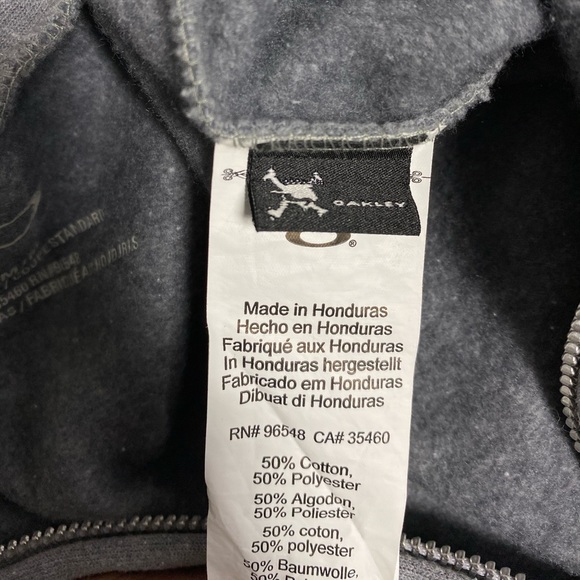 OAKLEY
®
Made in Honduras
Hecho en Honduras
Fabriqué aux Honduras
In Honduras hergestellt
Fabricado em Honduras
Dibuat di Honduras
RN# 96548 CA# 35460
50% Cotton,
50% Polyester
50% Algodon,
50% Poliester
50% coton,
50% polyester
50% Baumwolle,
STANDARD